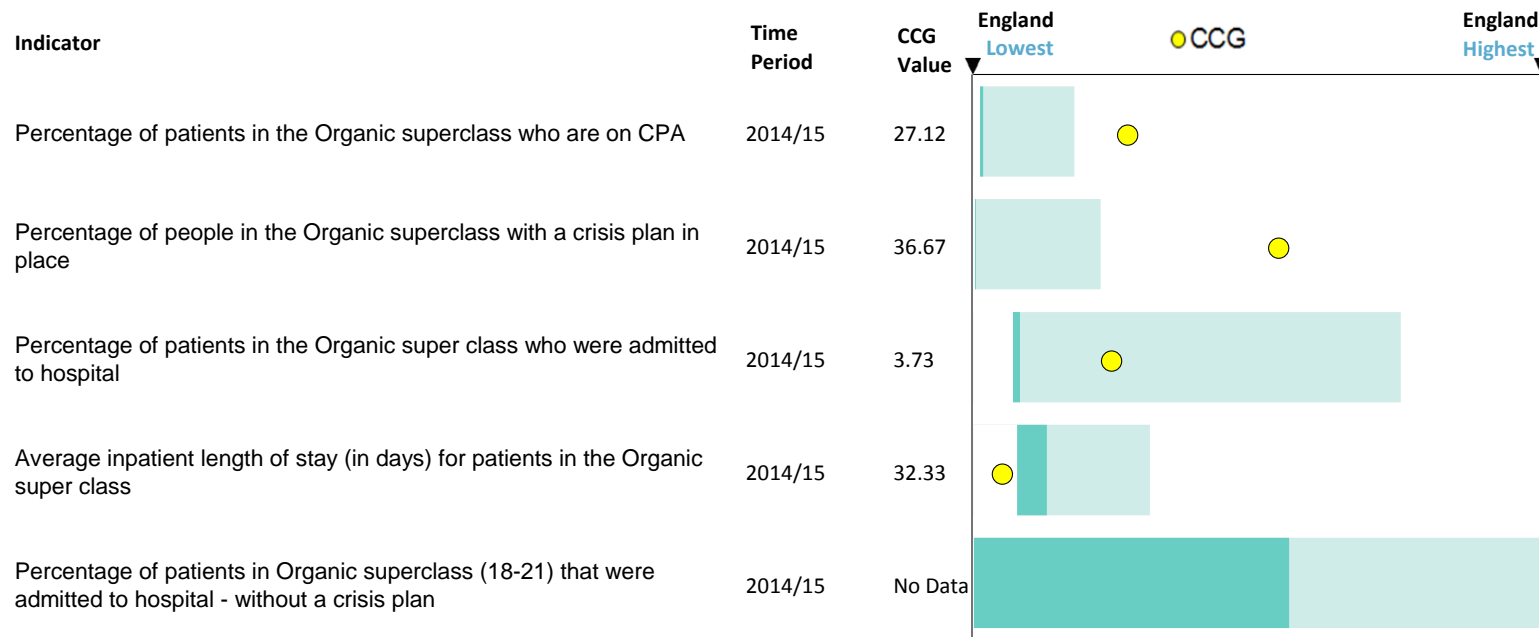 Indicator
Time
Period
CCG
Value
England
Lowest
CCG
England
Highest
Percentage of patients in the Organic superclass who are on CPA
2014/15
27.12
Percentage of people in the Organic superclass with a crisis plan in
place
2014/15
36.67
Percentage of patients in the Organic super class who were admitted
to hospital
2014/15
3.73
Average inpatient length of stay (in days) for patients in the Organic
super class
2014/15
32.33
Percentage of patients in Organic superclass (18-21) that were
admitted to hospital - without a crisis plan
2014/15
No Data